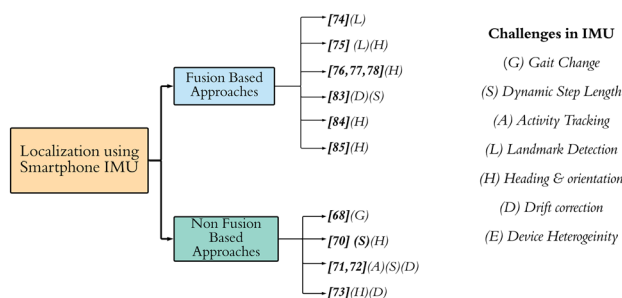 Localization using
Smartphone IMU
Fusion Based
Approaches
[74](L)
[75] (L)(H)
[76,77,78](H)
[83](D)(S)
[84](H)
[85](H)
Non Fusion
Based
Approaches
[68](G)
[70] (S)(H)
[71,72](A)(S)(D)
[73](H)(D)
Challenges in IMU
(G) Gait Change
(S) Dynamic Step Length
(A) Activity Tracking
(L) Landmark Detection
(H) Heading & orientation
(D) Drift correction
(E) Device Heterogeinity